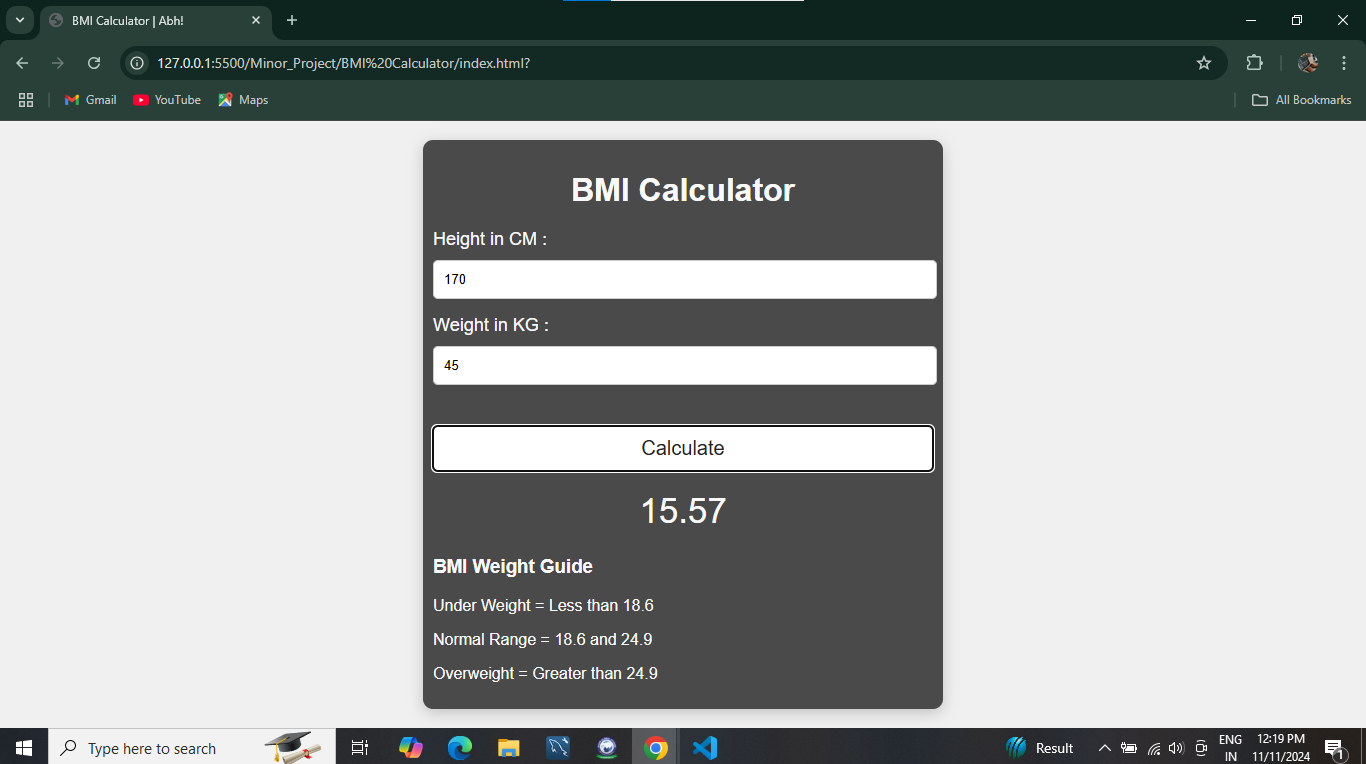 BMI Calculator | Abh!
127.0.0.1:5500/Minor_Project/BMI%20Calculator/index.html?
Gmail
YouTube
Maps
All Bookmarks
BMI Calculator
Height in CM :
170
Weight in KG :
45
Calculate
15.57
BMI Weight Guide
Under Weight = Less than 18.6
Normal Range = 18.6 and 24.9
Overweight = Greater than 24.9
Type here to search
Result
ENG
IN
12:19 PM
11/11/2024
1